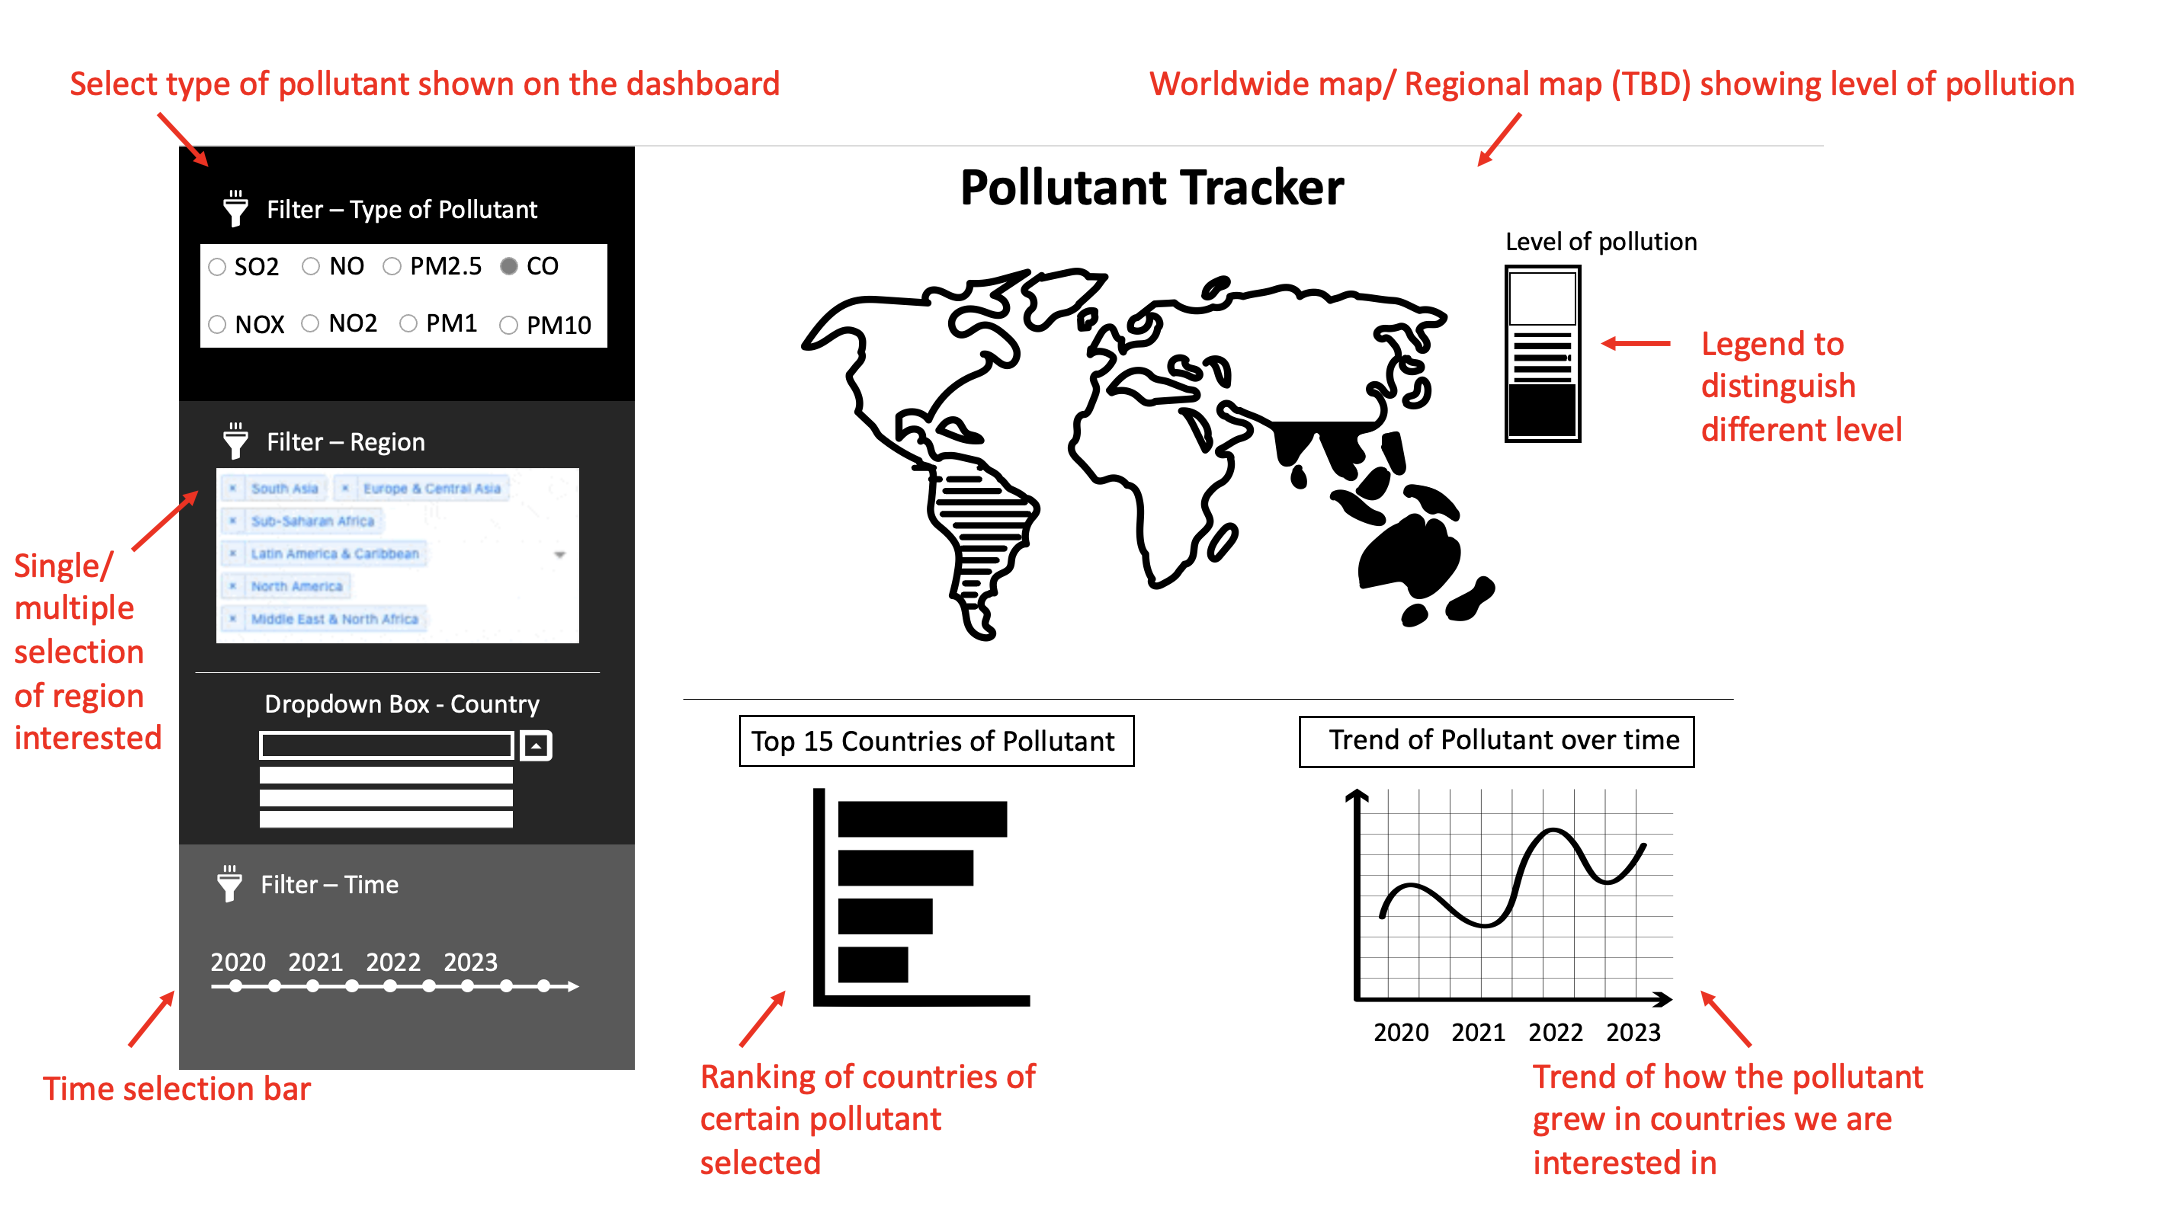 Select type of pollutant shown on the dashboard
Worldwide map/ Regional map (TBD) showing level of pollution
Filter – Type of Pollutant
SO2 NO PM2.5 CO
NOX NO2 PM1 PM10
Filter – Region
× South Asia × Europe & Central Asia
× Sub-Saharan Africa
× Latin America & Caribbean
× North America
× Middle East & North Africa
Single/
multiple
selection
of region
interested
Dropdown Box - Country
Filter – Time
2020 2021 2022 2023
Time selection bar
Pollutant Tracker
Level of pollution
Legend to
distinguish
different level
Top 15 Countries of Pollutant
Ranking of countries of
certain pollutant
selected
Trend of Pollutant over time
2020 2021 2022 2023
Trend of how the pollutant
grew in countries we are
interested in